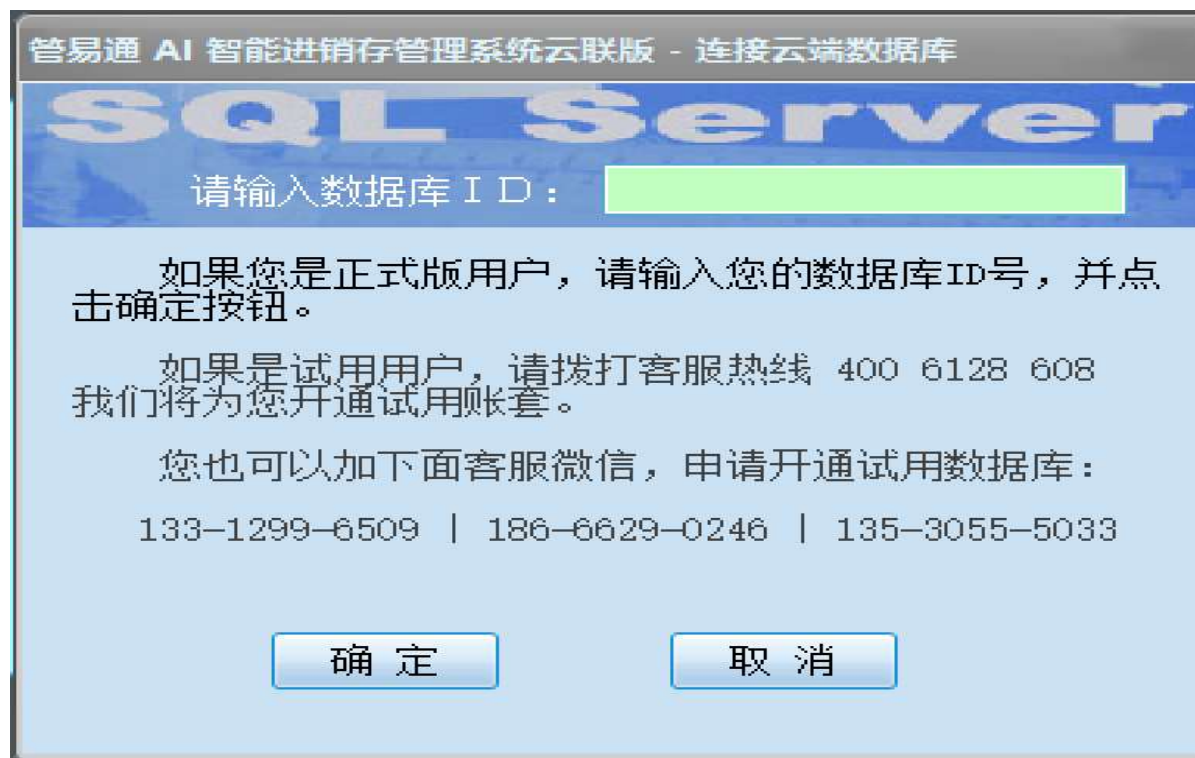 管易通 AI 智能进销存管理系统云联版 - 连接云端数据库
SQL Server
请输入数据库ＩＤ：
如果您是正式版用户，请输入您的数据库ID号，并点
击确定按钮。
如果是试用用户，请拨打客服热线 400 6128 608
我们将为您开通试用账套。
您也可以加下面客服微信，申请开通试用数据库：
133-1299-6509 | 186-6629-0246 | 135-3055-5033
确 定 取 消